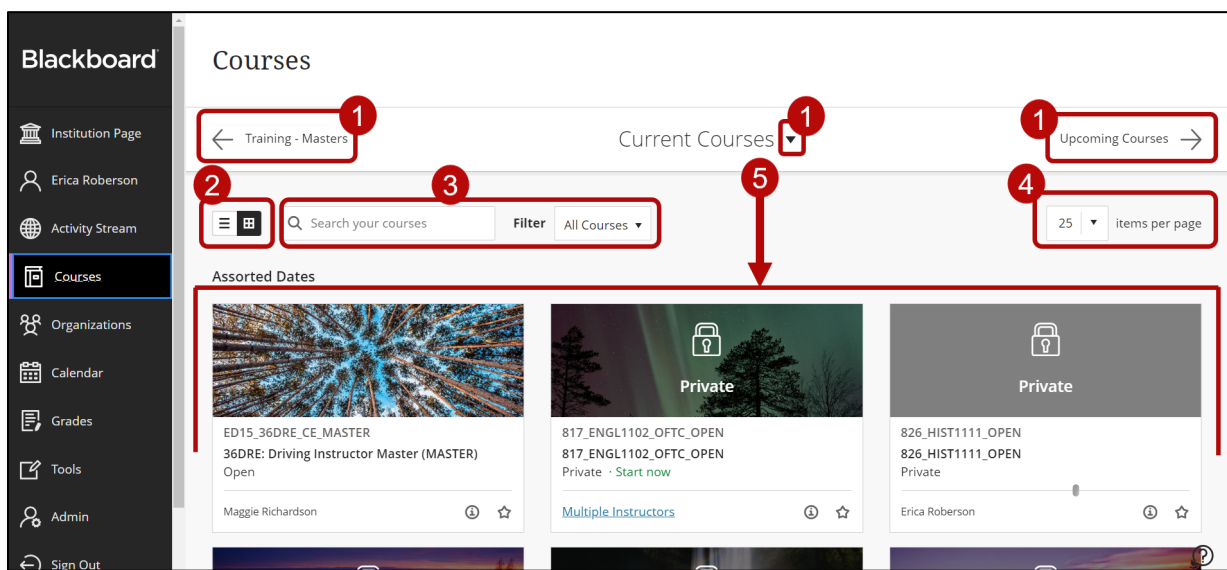 Blackboard
Institution Page
Erica Roberson
Activity Stream
Courses
Organizations
Calendar
Grades
Tools
Admin
Sign Out
Courses
1
1
1
Training - Masters
Current Courses
Upcoming Courses
2
3
5
4
Search your courses
Filter
All Courses
25
items per page
Assorted Dates
ED15_36DRE_CE_MASTER
36DRE: Driving Instructor Master (MASTER)
Open
Maggie Richardson
Private
817_ENGL1102_OFTC_OPEN
817_ENGL1102_OFTC_OPEN
Private · Start now
Multiple Instructors
Private
826_HIST1111_OPEN
826_HIST1111_OPEN
Private
Erica Roberson